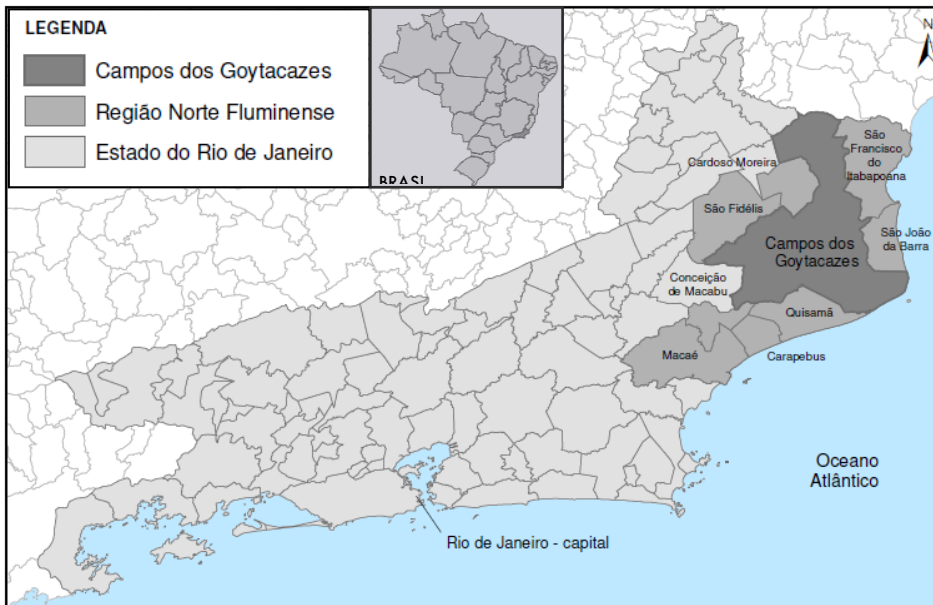 LEGENDA
Campos dos Goytacazes
Região Norte Fluminense
Estado do Rio de Janeiro
BRASI
N
São
Francisco
do
Itabapoana
Cardoso Moreira
São Fidélis
São João
da Barra
Campos dos
Goytacazes
Conceição
de Macabu
Quisamã
Macaé
Carapebus
Oceano
Atlântico
Rio de Janeiro - capital